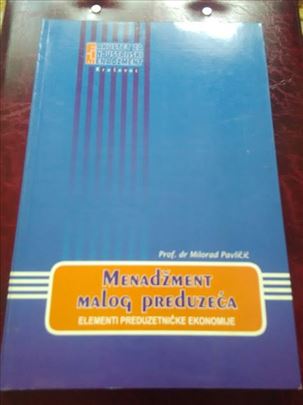 FAKULTET ZA
INDUSTRIJSKI
MENADŽMENT
Kruševac
Prof. dr Milorad Pavličić
MENADŽMENT
MALOG PREDUZEĆA
ELEMENTI PREDUZETNIČKE EKONOMIJE